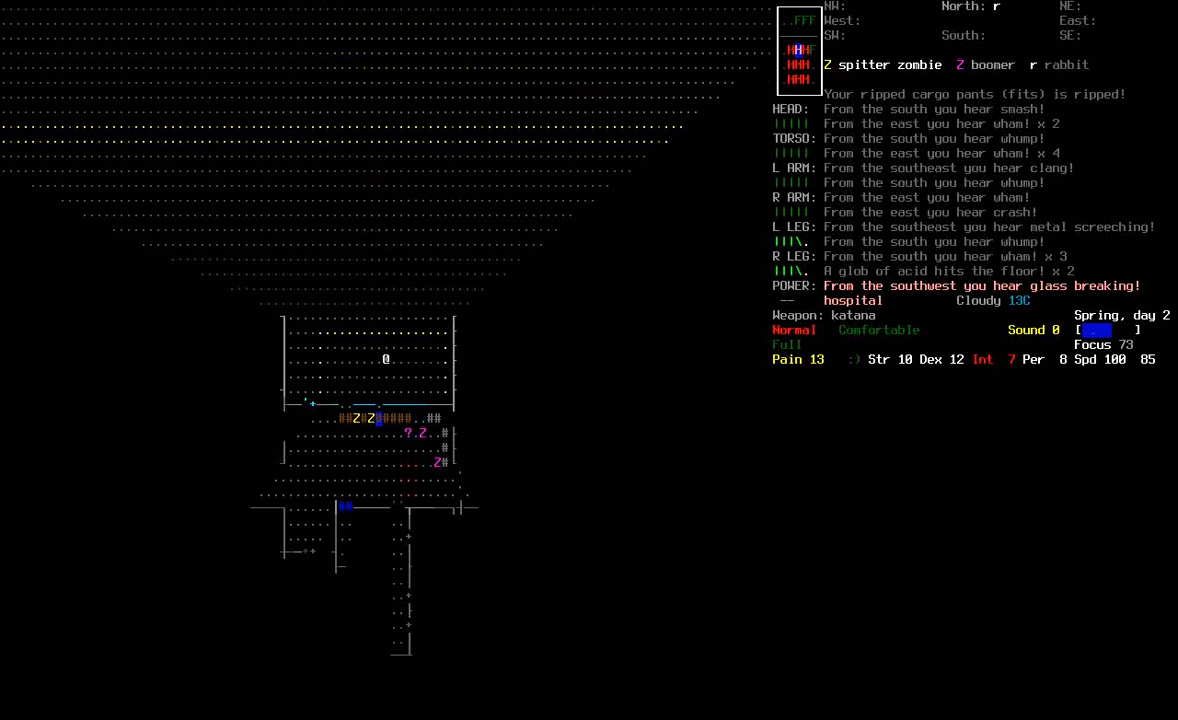 NW: North: r NE:
..FFF West: East:
SW: South: SE:
.HHHF
.HHH. Z spitter zombie Z boomer r rabbit
.HHH.
Your ripped cargo pants (fits) is ripped!
HEAD: From the south you hear smash!
||||| From the east you hear wham! x 2
TORSO: From the south you hear whump!
||||| From the east you hear wham! x 4
L ARM: From the southeast you hear clang!
||||| From the south you hear whump!
R ARM: From the east you hear wham!
||||| From the east you hear crash!
L LEG: From the southeast you hear metal screeching!
|||\. From the south you hear whump!
R LEG: From the south you hear wham! x 3
|||\. A glob of acid hits the floor! x 2
POWER: From the southwest you hear glass breaking!
-- hospital Cloudy 13C
Weapon: katana Spring, day 2
Normal Comfortable Sound 0 [ . ]
Full Focus 73
Pain 13 :) Str 10 Dex 12 Int 7 Per 8 Spd 100 85
@
##Z#Z######..##
?.Z
Z#